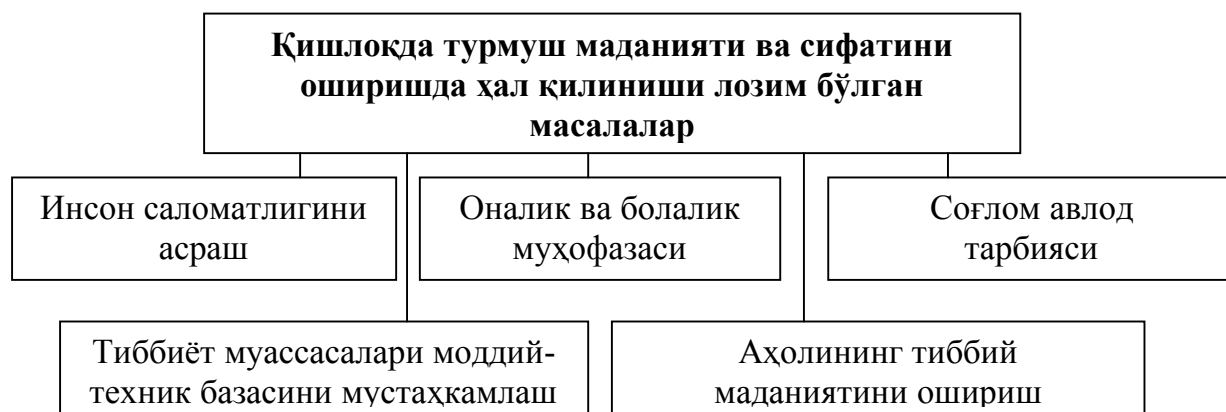 Қишлоқда турмуш маданияти ва сифатини
оширишда ҳал қилиниши лозим бўлган
масалалар
Инсон саломатлигини
асраш
Оналик ва болалик
муҳофазаси
Соғлом авлод
тарбияси
Тиббиёт муассасалари моддий-
техник базасини мустаҳкамлаш
Аҳолининг тиббий
маданиятини ошириш